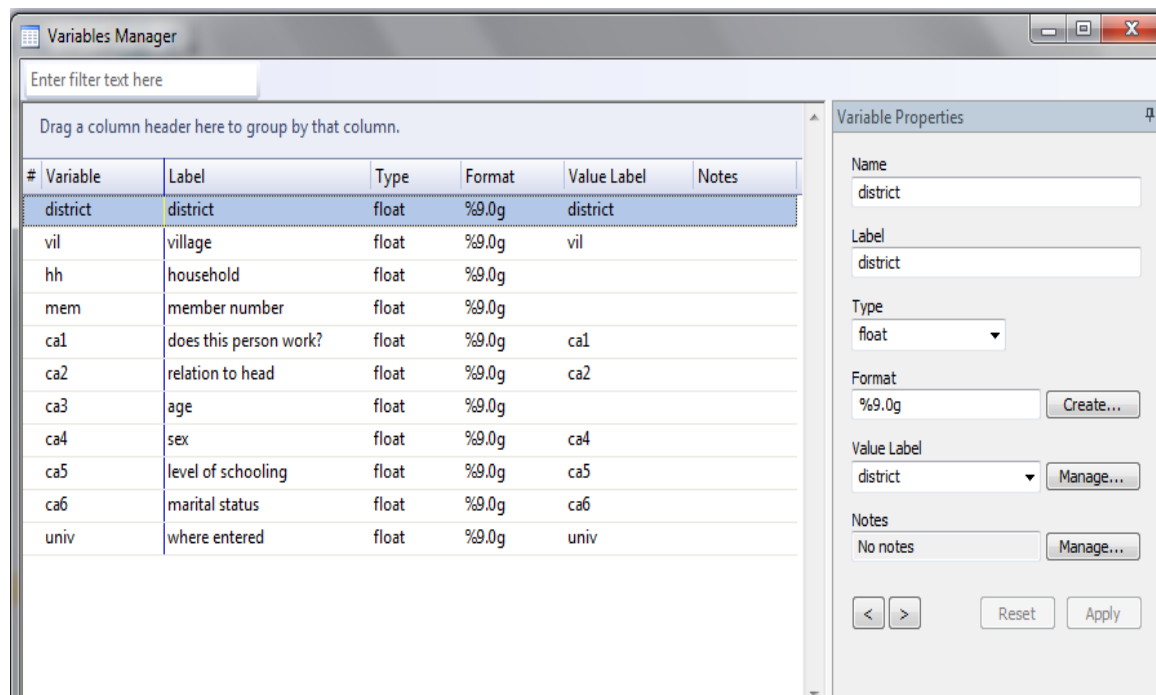 Variables Manager
Enter filter text here
Drag a column header here to group by that column.
# Variable Label Type Format Value Label Notes
district district float %9.0g district
vil village float %9.0g vil
hh household float %9.0g
mem member number float %9.0g
ca1 does this person work? float %9.0g ca1
ca2 relation to head float %9.0g ca2
ca3 age float %9.0g
ca4 sex float %9.0g ca4
ca5 level of schooling float %9.0g ca5
ca6 marital status float %9.0g ca6
univ where entered float %9.0g univ
Variable Properties
Name
district
Label
district
Type
float
Format
%9.0g Create...
Value Label
district Manage...
Notes
No notes Manage...
< > Reset Apply